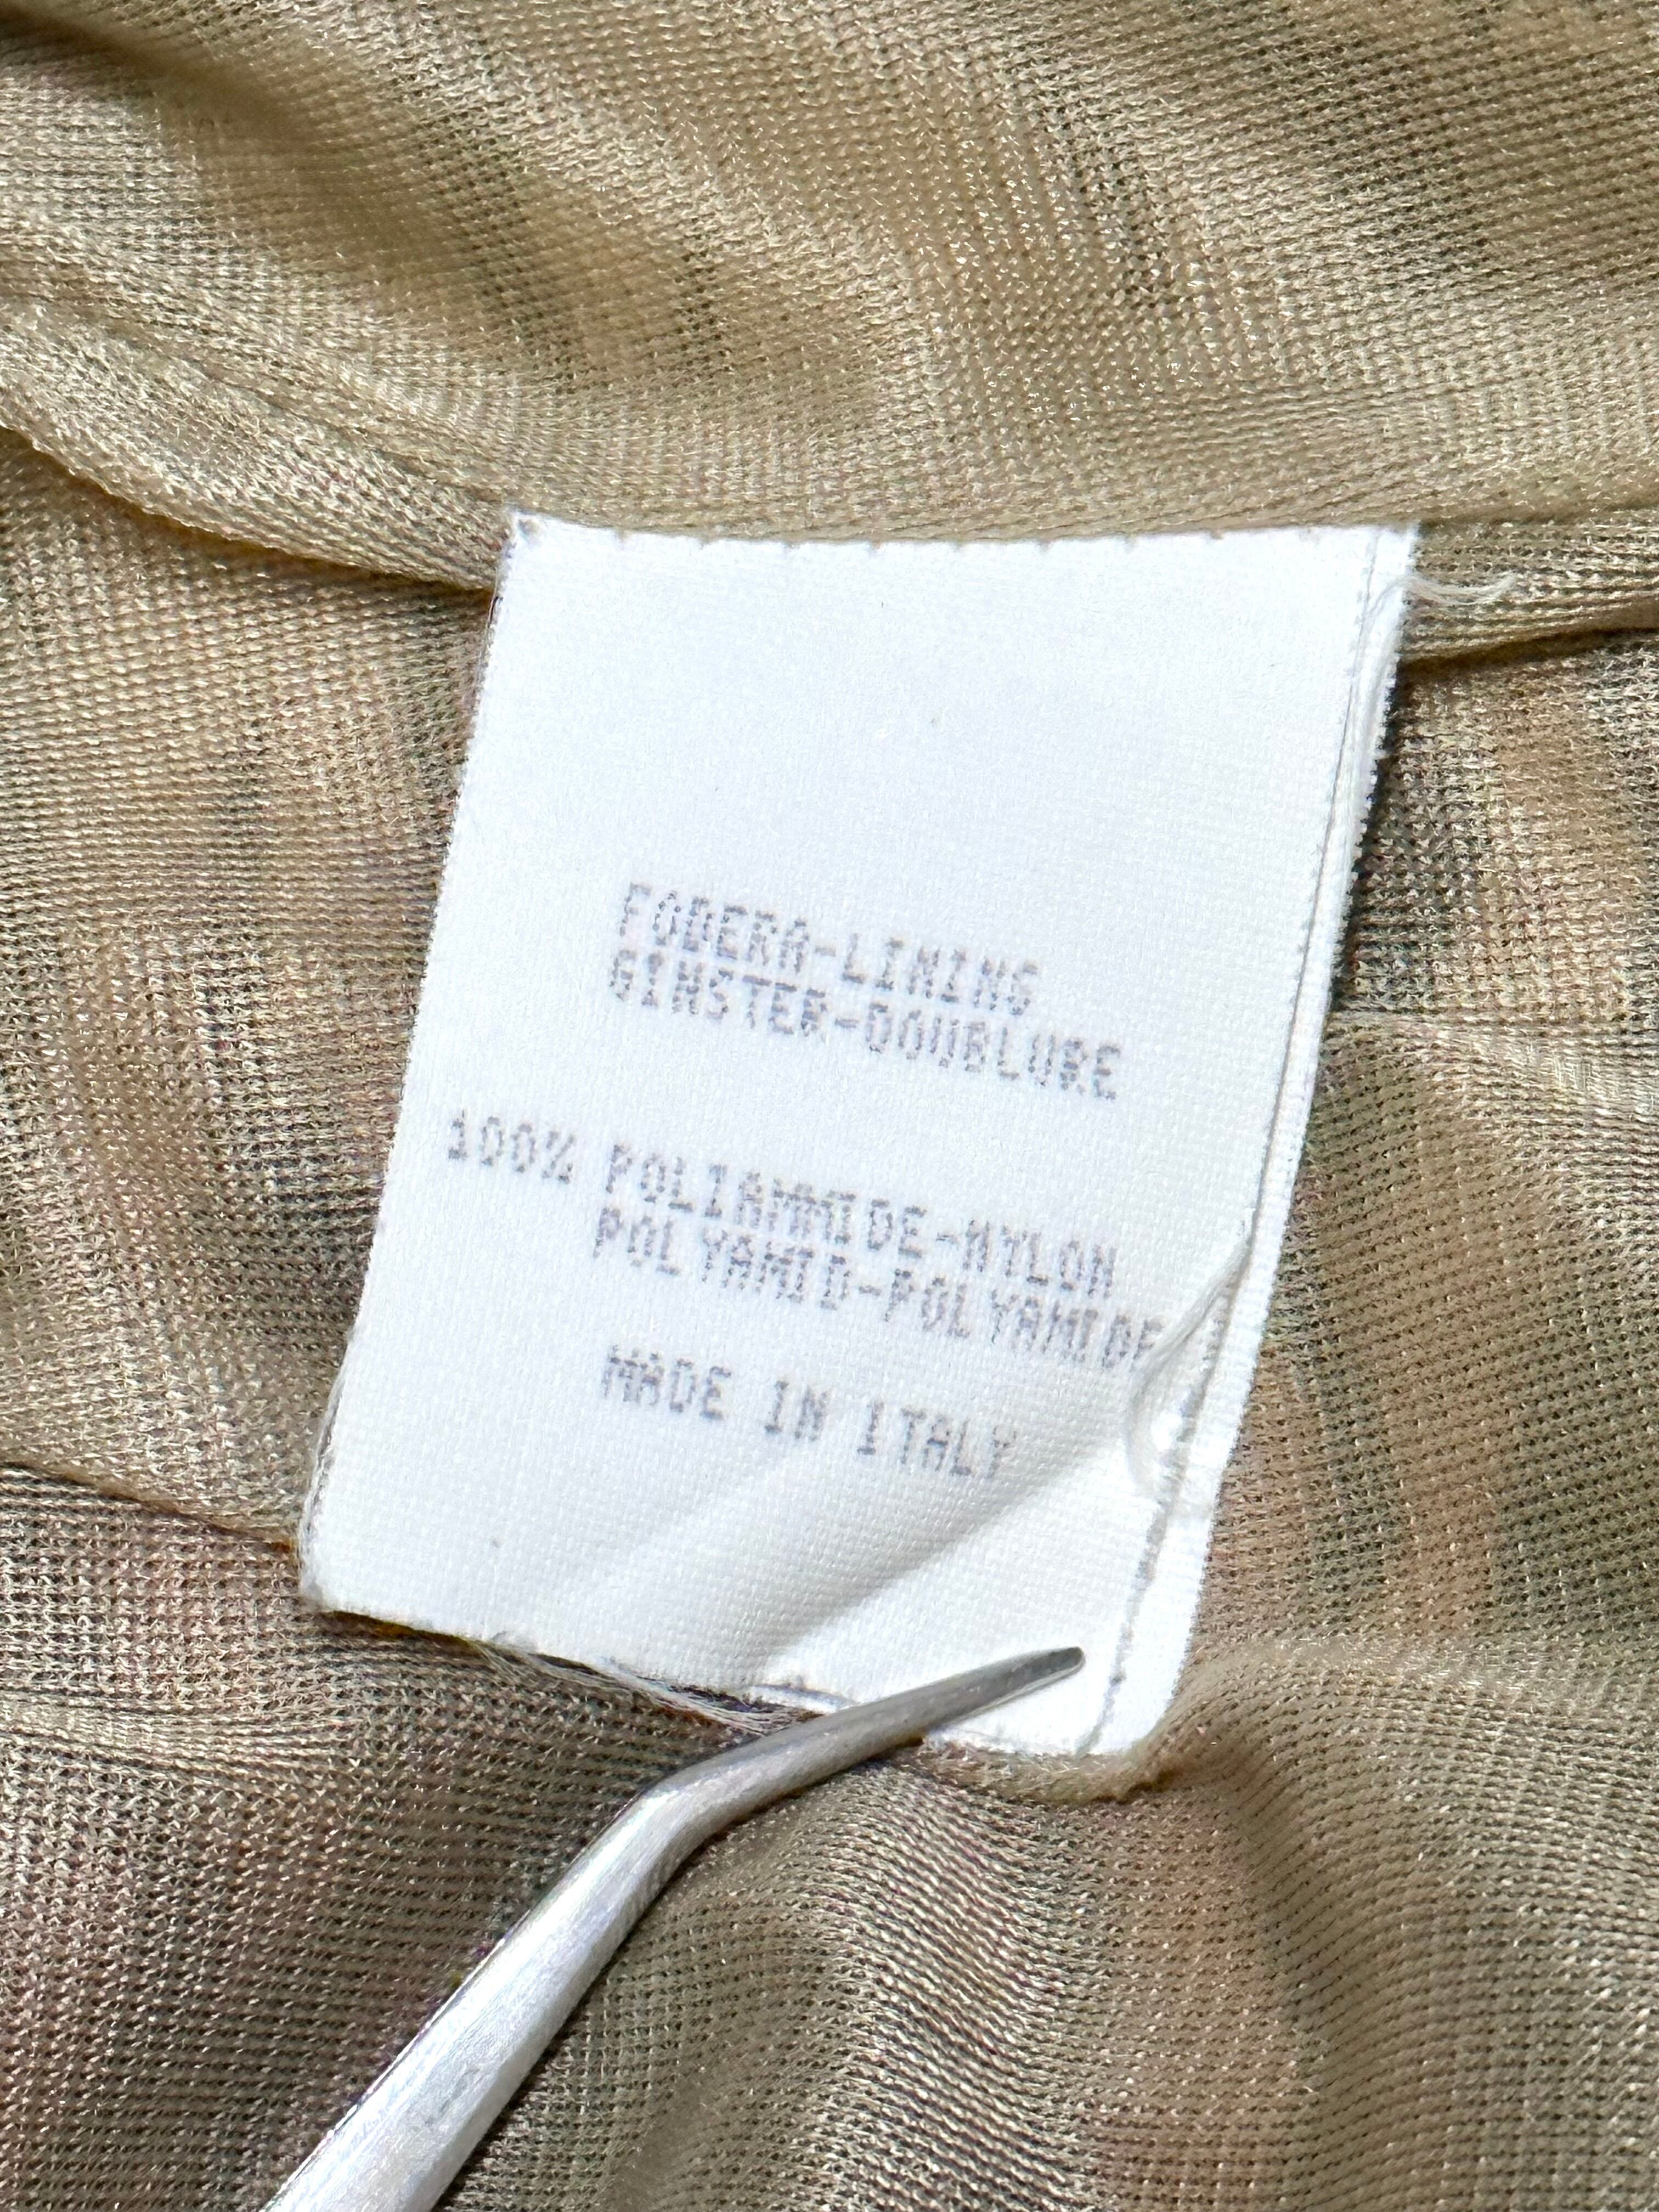 FODERA-LINING
GINSTER-DOUBLURE
100% POLIAMMIDE-NYLON
POLYAMID-POLYAMIDE
MADE IN ITALY